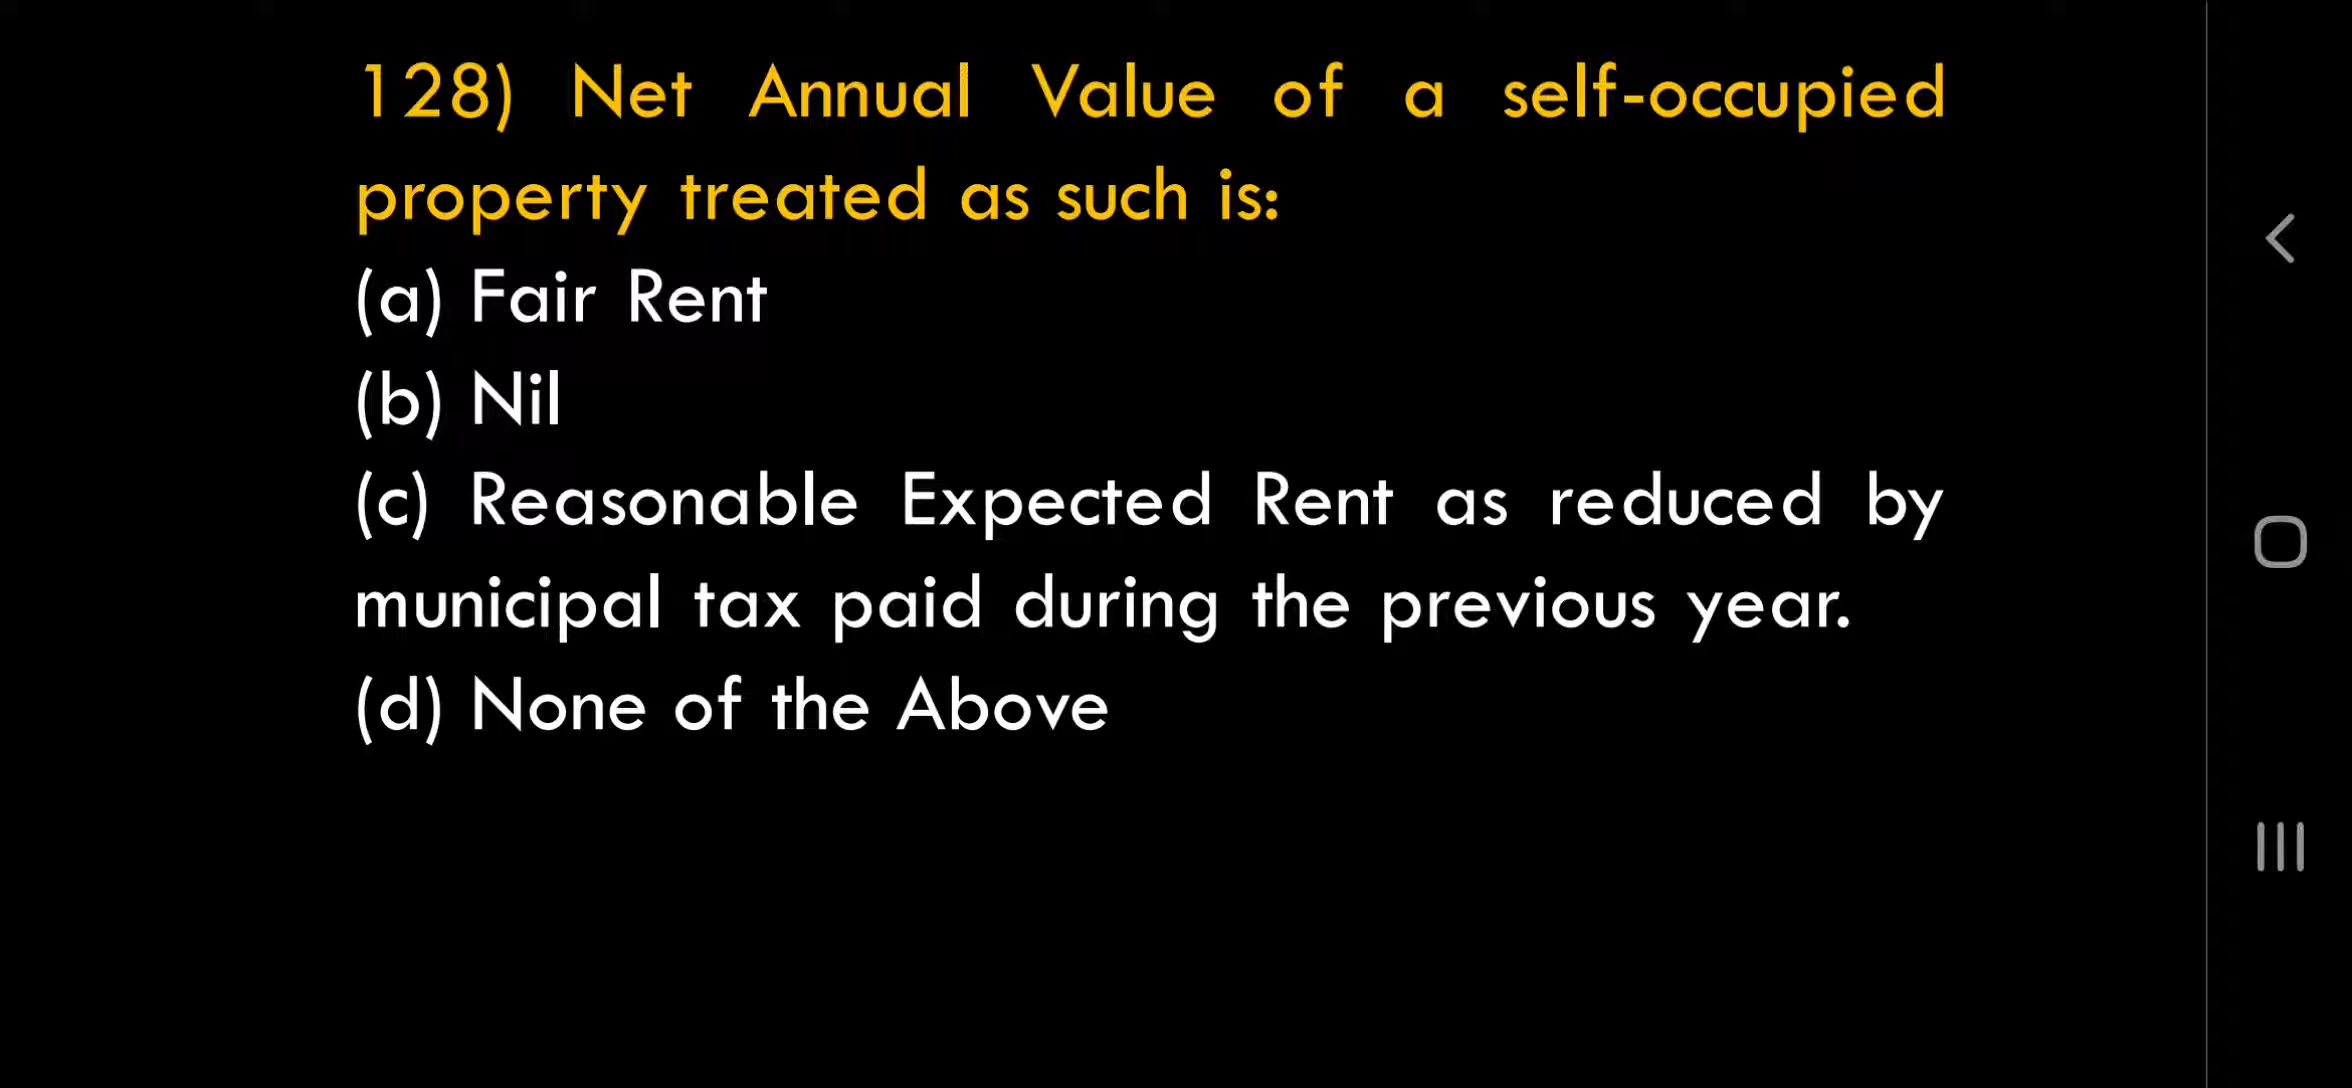 128) Net Annual Value of a self-occupied
property treated as such is:
(a) Fair Rent
(b) Nil
(c) Reasonable Expected Rent as reduced by
municipal tax paid during the previous year.
(d) None of the Above